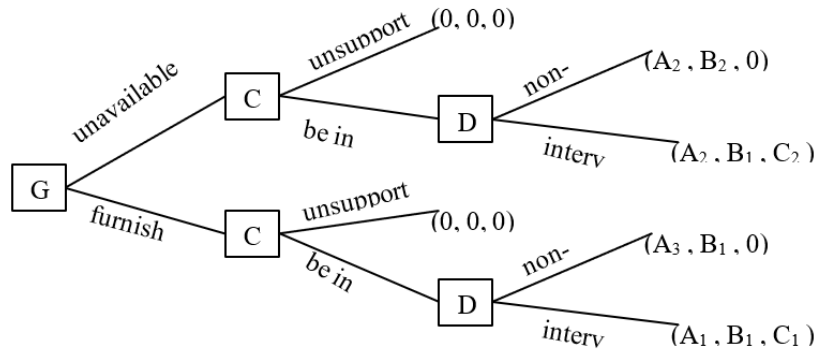 unsupport
(0, 0, 0)
unavailable
C
non-
(A₂ , B₂ , 0)
be in
D
interv
(A₂ , B₁ , C₂)
G
furnish
C
unsupport
(0, 0, 0)
non-
(A₃ , B₁ , 0)
be in
D
interv
(A₁ , B₁ , C₁)